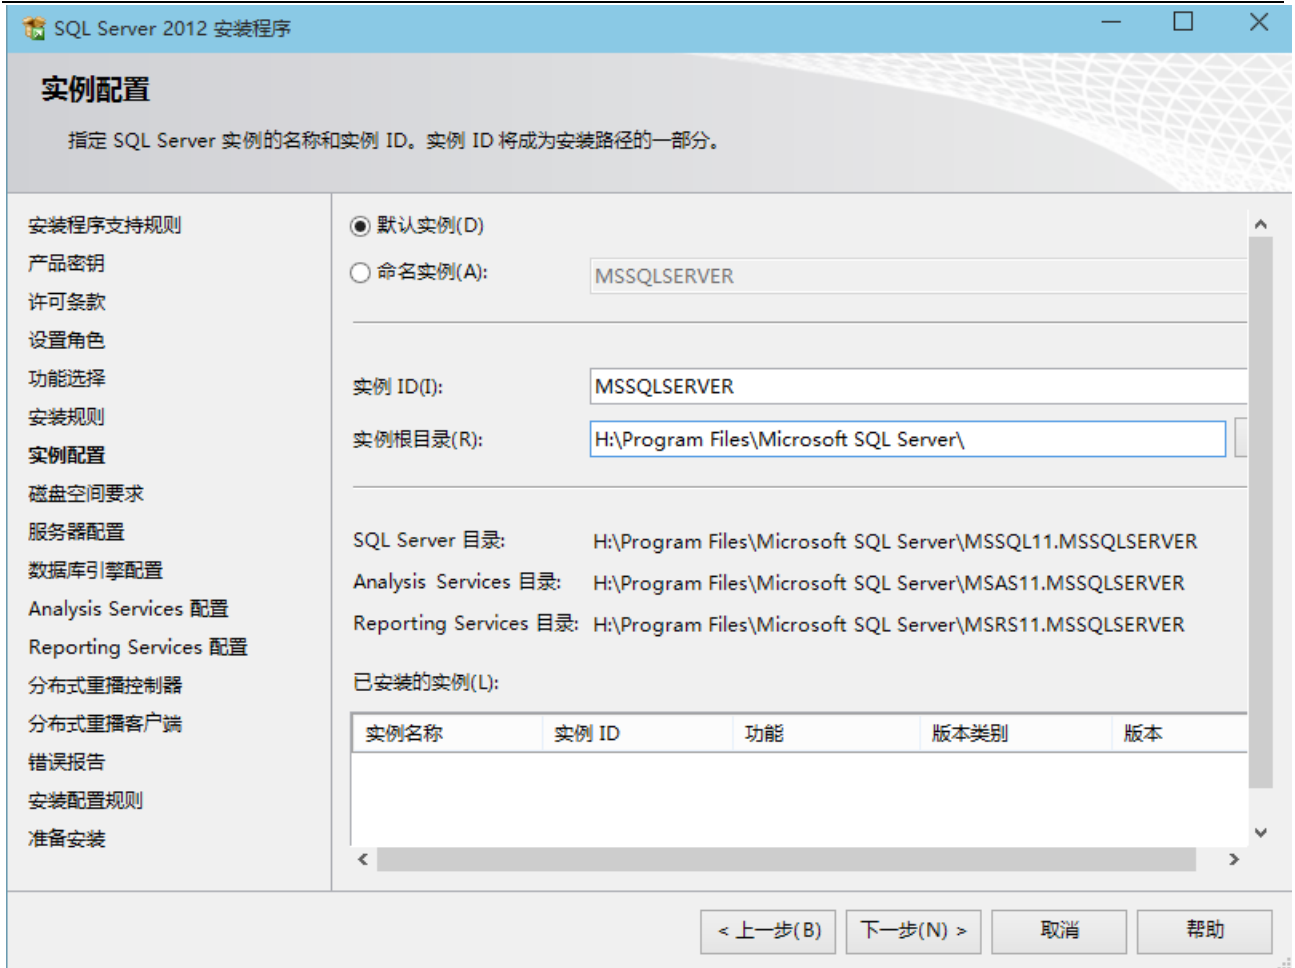 SQL Server 2012 安装程序
实例配置
指定 SQL Server 实例的名称和实例 ID。实例 ID 将成为安装路径的一部分。
安装程序支持规则
产品密钥
许可条款
设置角色
功能选择
安装规则
实例配置
磁盘空间要求
服务器配置
数据库引擎配置
Analysis Services 配置
Reporting Services 配置
分布式重播控制器
分布式重播客户端
错误报告
安装配置规则
准备安装
默认实例(D)
命名实例(A): MSSQLSERVER
实例 ID(I): MSSQLSERVER
实例根目录(R): H:\Program Files\Microsoft SQL Server\
SQL Server 目录: H:\Program Files\Microsoft SQL Server\MSSQL11.MSSQLSERVER
Analysis Services 目录: H:\Program Files\Microsoft SQL Server\MSAS11.MSSQLSERVER
Reporting Services 目录: H:\Program Files\Microsoft SQL Server\MSRS11.MSSQLSERVER
已安装的实例(L):
实例名称 实例 ID 功能 版本类别 版本
< 上一步(B) 下一步(N) > 取消 帮助